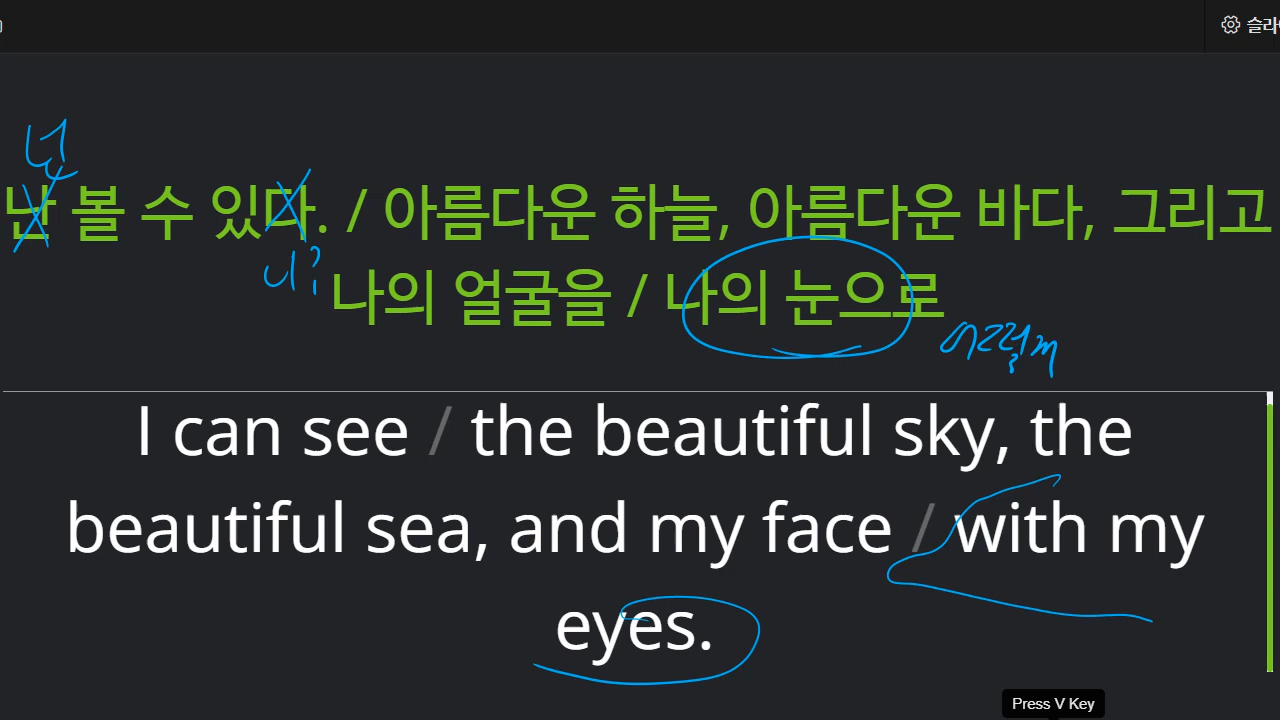 슬라
넌
난 볼 수 있다. / 아름다운 하늘, 아름다운 바다, 그리고
니?
나의 얼굴을 / 나의 눈으로
I can see / the beautiful sky, the
beautiful sea, and my face / with my
eyes.
Press V Key